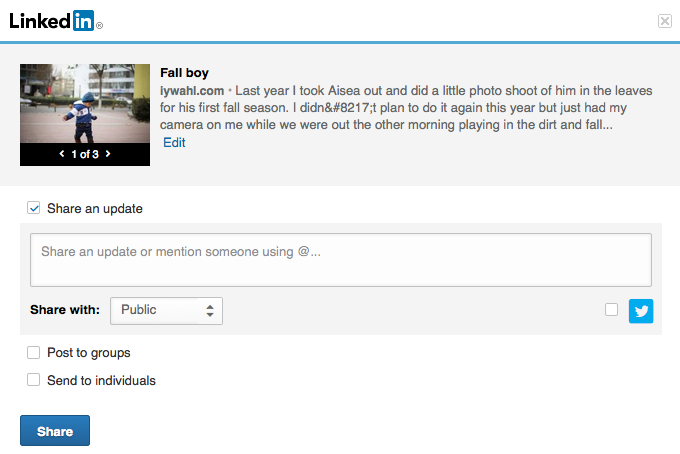 Linked in ®
Fall boy
iywahl.com • Last year I took Aisea out and did a little photo shoot of him in the leaves
for his first fall season. I didn&#8217;t plan to do it again this year but just had my
camera on me while we were out the other morning playing in the dirt and fall...
1 of 3
Edit
Share an update
Share an update or mention someone using @...
Share with: Public
Post to groups
Send to individuals
Share